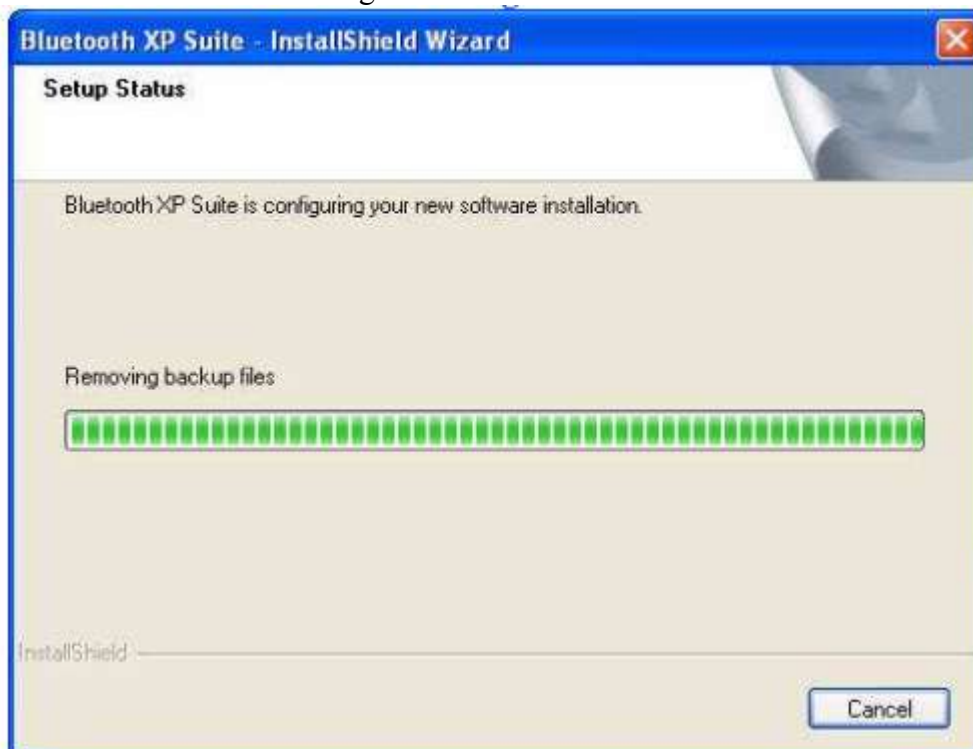 Bluetooth XP Suite - InstallShield Wizard
Setup Status
Bluetooth XP Suite is configuring your new software installation.
Removing backup files
InstallShield
Cancel